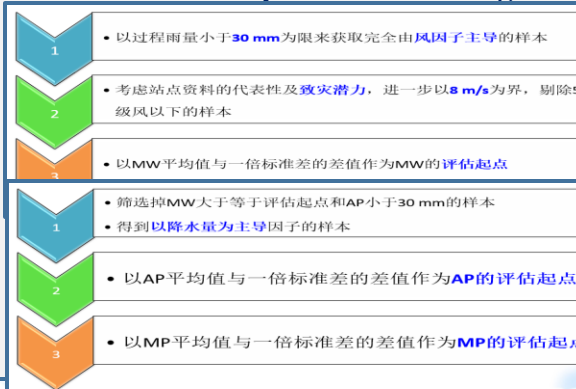 1
• 以过程雨量小于30 mm为限来获取完全由风因子主导的样本
2
• 考虑站点资料的代表性及致灾潜力，进一步以8 m/s为界，剔除5
级风以下的样本
3
• 以MW平均值与一倍标准差的差值作为MW的评估起点
1
• 筛选掉MW大于等于评估起点和AP小于30 mm的样本
• 得到以降水量为主导因子的样本
2
• 以AP平均值与一倍标准差的差值作为AP的评估起点
3
• 以MP平均值与一倍标准差的差值作为MP的评估起点